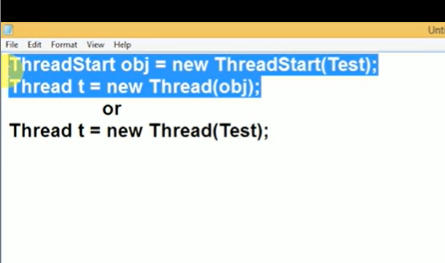 Unti
File Edit Format View Help
ThreadStart obj = new ThreadStart(Test);
Thread t = new Thread(obj);
or
Thread t = new Thread(Test);